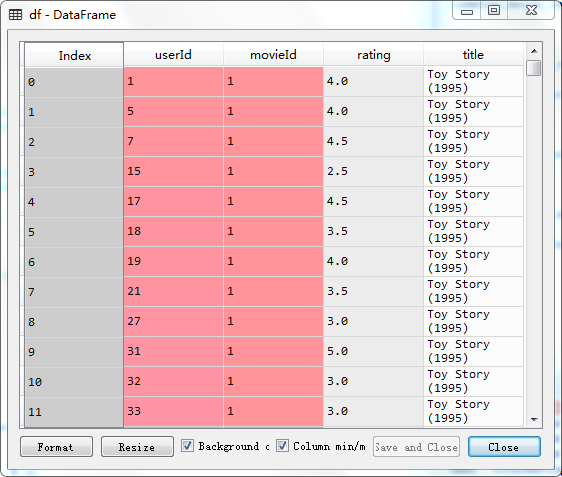 df - DataFrame
Index userId movieId rating title
0 1 1 4.0 Toy Story
(1995)
1 5 1 4.0 Toy Story
(1995)
2 7 1 4.5 Toy Story
(1995)
3 15 1 2.5 Toy Story
(1995)
4 17 1 4.5 Toy Story
(1995)
5 18 1 3.5 Toy Story
(1995)
6 19 1 4.0 Toy Story
(1995)
7 21 1 3.5 Toy Story
(1995)
8 27 1 3.0 Toy Story
(1995)
9 31 1 5.0 Toy Story
(1995)
10 32 1 3.0 Toy Story
(1995)
11 33 1 3.0 Toy Story
(1995)
Format Resize Background c Column min/m Save and Close Close